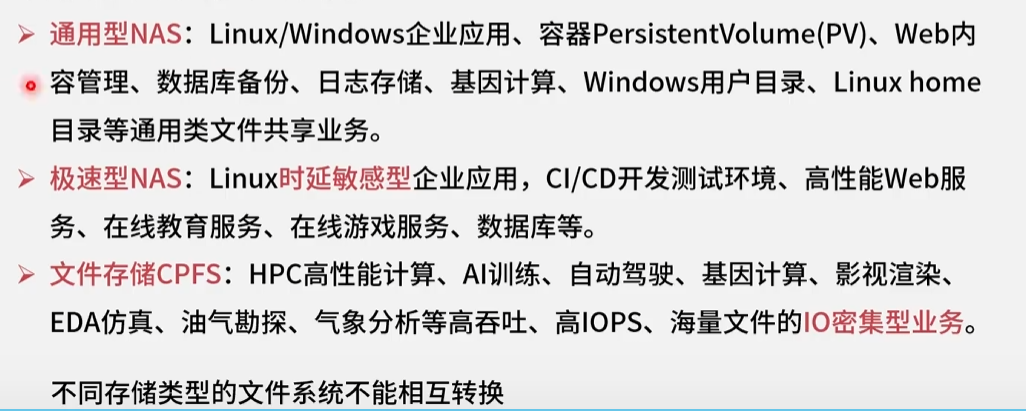 ➢ 通用型NAS：Linux/Windows企业应用、容器PersistentVolume(PV)、Web内
容管理、数据库备份、日志存储、基因计算、Windows用户目录、Linux home
目录等通用类文件共享业务。
➢ 极速型NAS：Linux时延敏感型企业应用，CI/CD开发测试环境、高性能Web服
务、在线教育服务、在线游戏服务、数据库等。
➢ 文件存储CPFS：HPC高性能计算、AI训练、自动驾驶、基因计算、影视渲染、
EDA仿真、油气勘探、气象分析等高吞吐、高IOPS、海量文件的IO密集型业务。
不同存储类型的文件系统不能相互转换